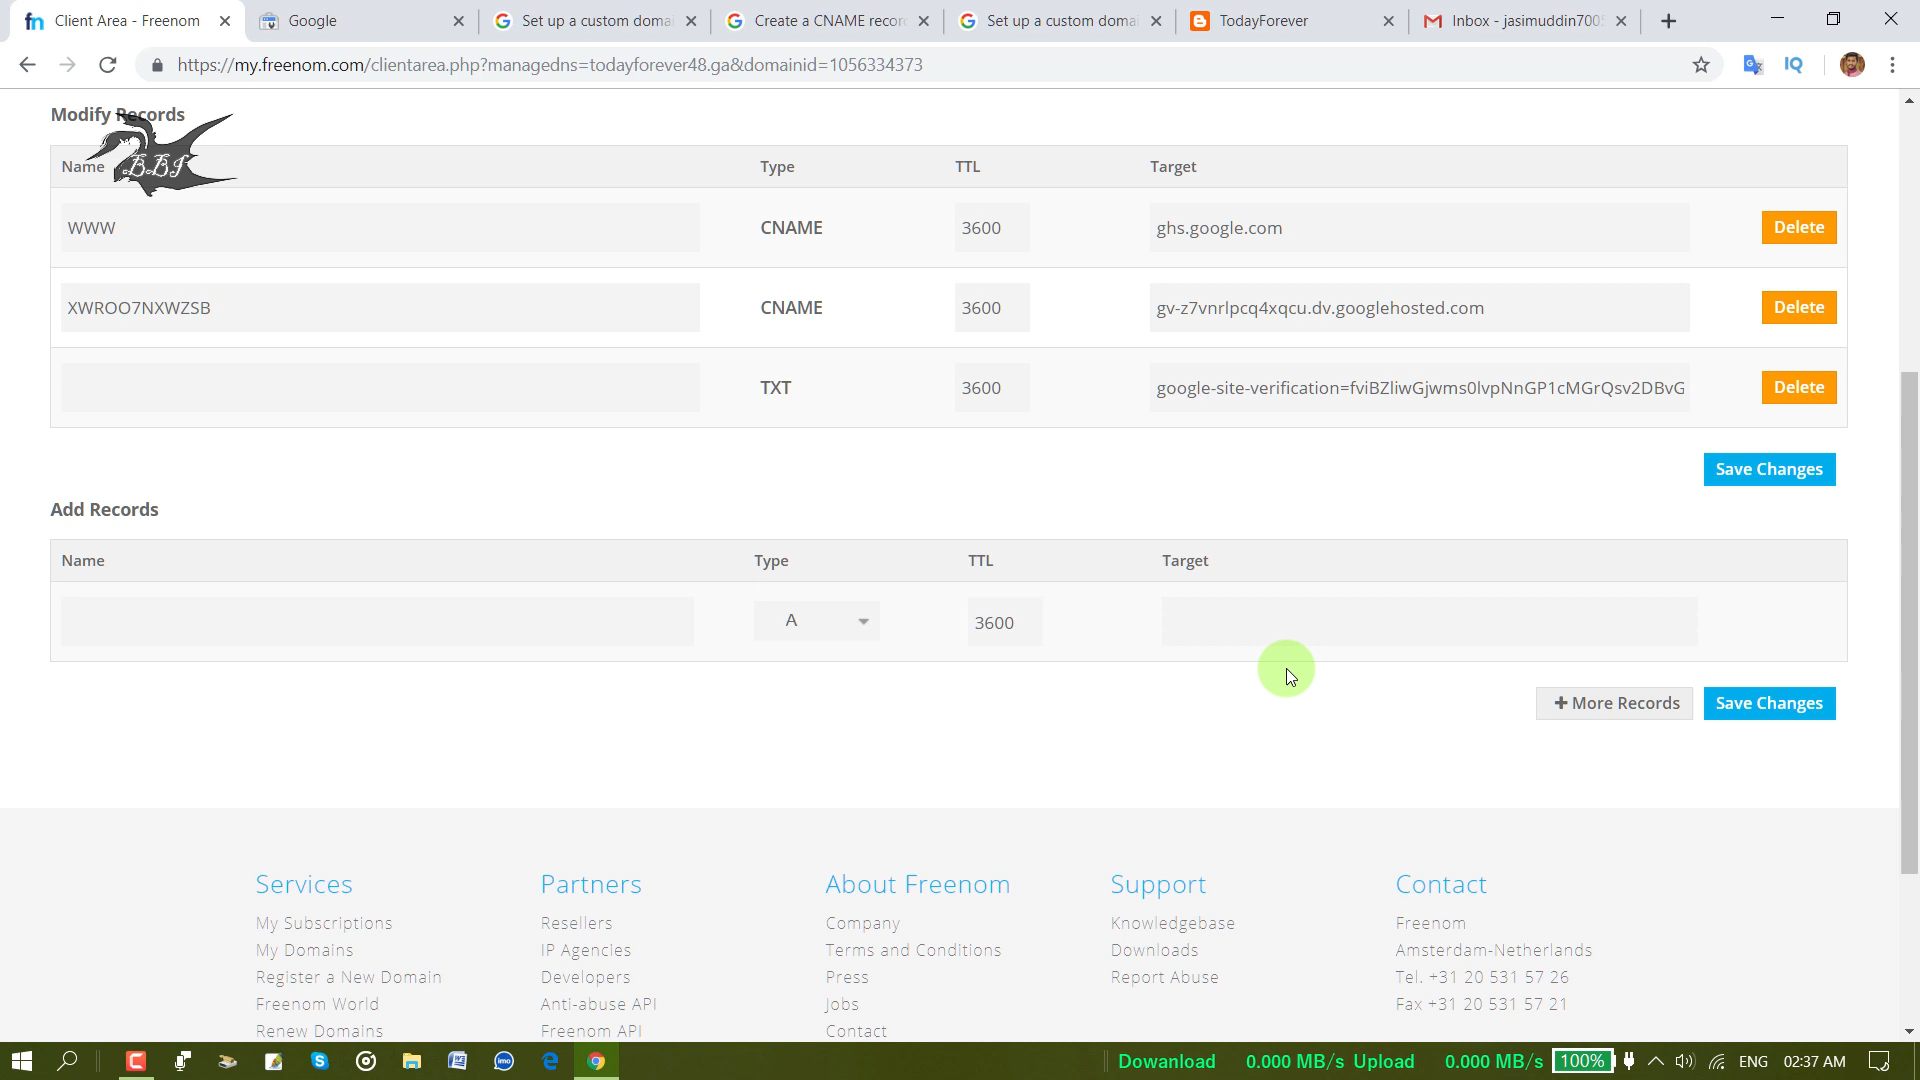 Client Area - Freenom
Google
Set up a custom domai
Create a CNAME recor
Set up a custom domai
TodayForever
Inbox - jasimuddin7005
https://my.freenom.com/clientarea.php?managedns=todayforever48.ga&domainid=1056334373
IQ
Modify Records
BBJ
Name Type TTL Target
WWW CNAME 3600 ghs.google.com Delete
XWROO7NXWZSB CNAME 3600 gv-z7vnrlpcq4xqcu.dv.googlehosted.com Delete
TXT 3600 google-site-verification=fviBZliwGjwms0lvpNnGP1cMGrQsv2DBvG Delete
Save Changes
Add Records
Name Type TTL Target
A 3600
+ More Records Save Changes
Services Partners About Freenom Support Contact
My Subscriptions Resellers Company Knowledgebase Freenom
My Domains IP Agencies Terms and Conditions Downloads Amsterdam-Netherlands
Register a New Domain Developers Press Report Abuse Tel. +31 20 531 57 26
Freenom World Anti-abuse API Jobs Fax +31 20 531 57 21
Renew Domains Freenom API Contact
Dowanload 0.000 MB/s Upload 0.000 MB/s 100% ENG 02:37 AM